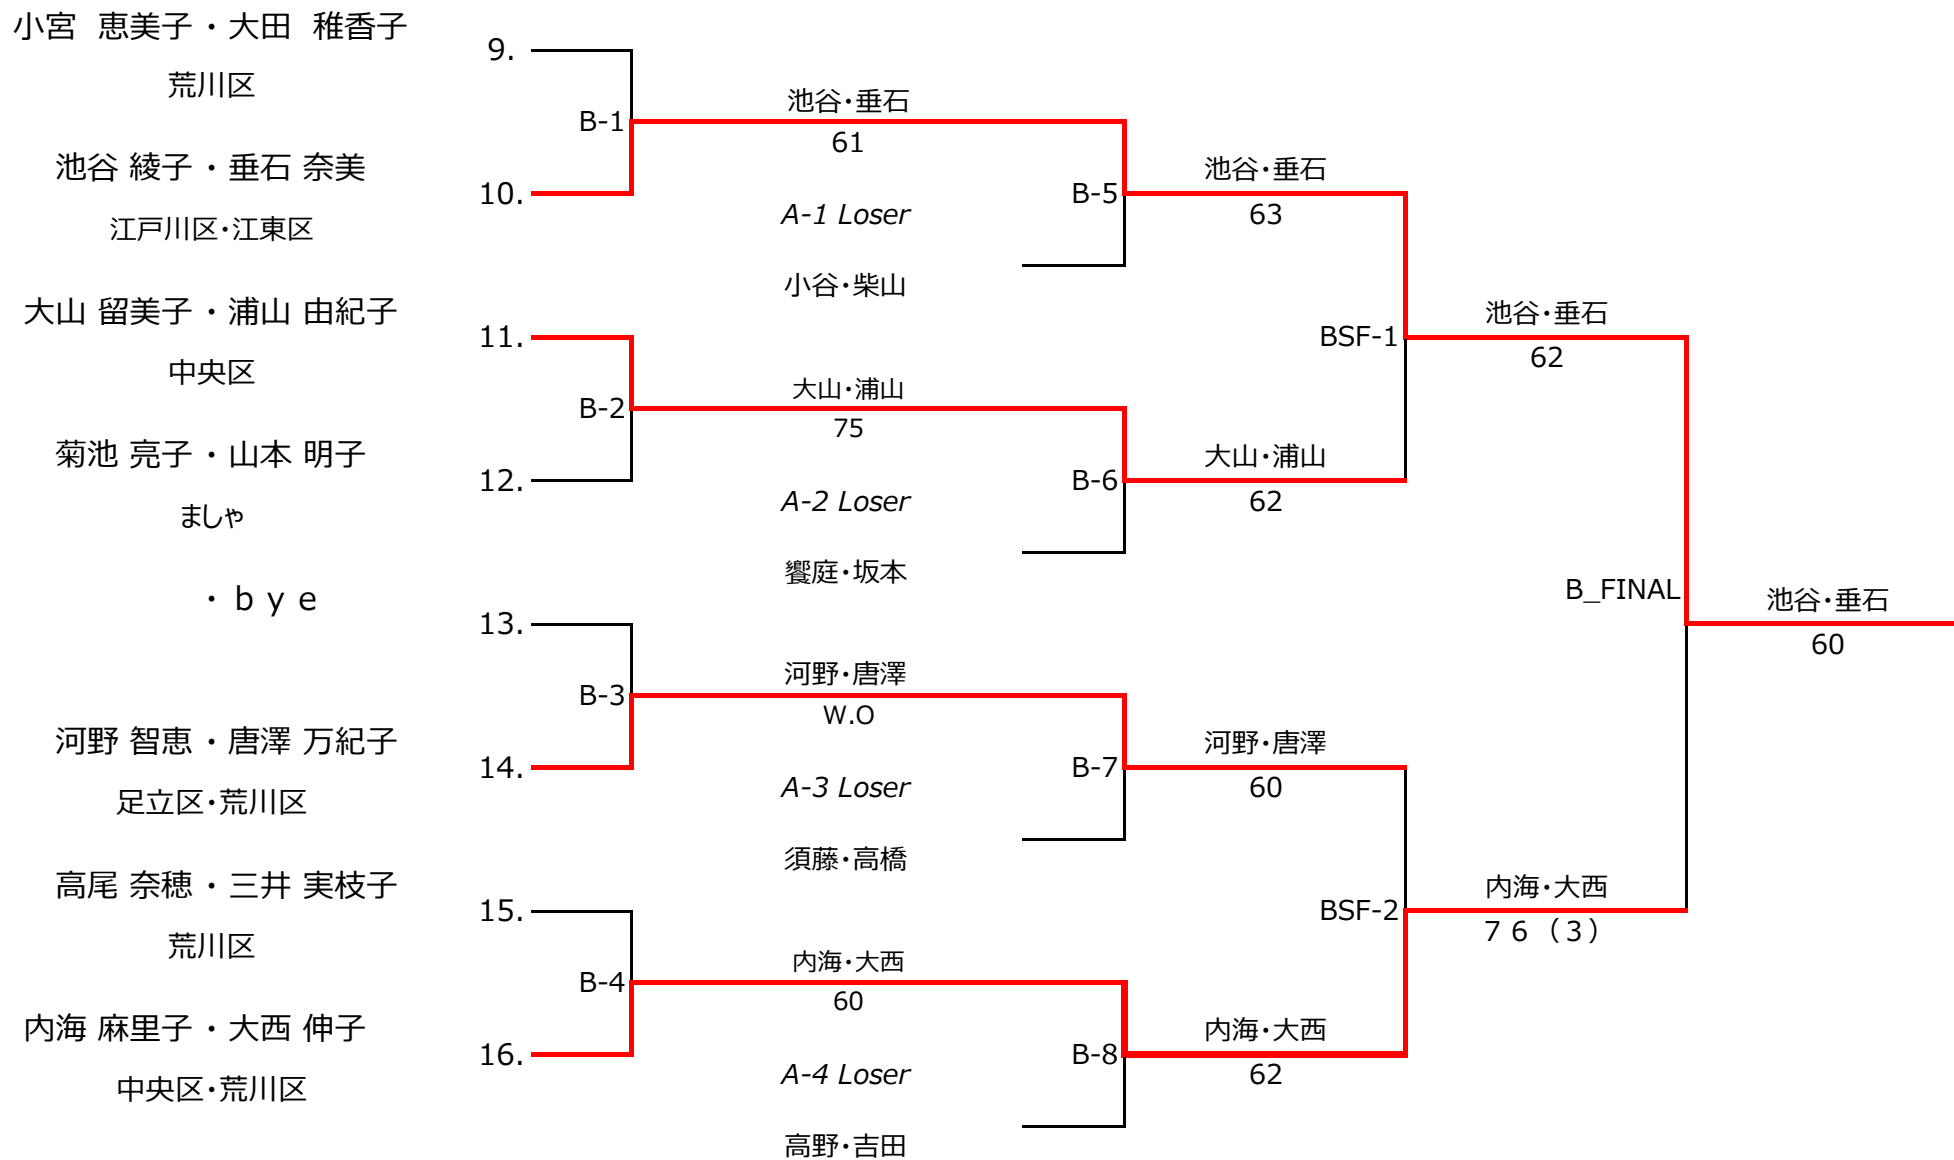 小宮　恵美子 ・ 大田　稚香子
荒川区
9.
B-1
池谷・垂石
61
池谷 綾子 ・ 垂石 奈美
江戸川区・江東区
10.
A-1 Loser
小谷・柴山
B-5
池谷・垂石
63
大山 留美子 ・ 浦山 由紀子
中央区
11.
B-2
大山・浦山
75
BSF-1
池谷・垂石
62
菊池 亮子 ・ 山本 明子
ましゃ
12.
A-2 Loser
饗庭・坂本
B-6
大山・浦山
62
・ ｂｙｅ
13.
B-3
河野・唐澤
W.O
B_FINAL
池谷・垂石
60
河野 智恵 ・ 唐澤 万紀子
足立区・荒川区
14.
A-3 Loser
須藤・高橋
B-7
河野・唐澤
60
高尾 奈穂 ・ 三井 実枝子
荒川区
15.
B-4
内海・大西
60
BSF-2
内海・大西
７６（３）
内海 麻里子 ・ 大西 伸子
中央区・荒川区
16.
A-4 Loser
高野・吉田
B-8
内海・大西
62